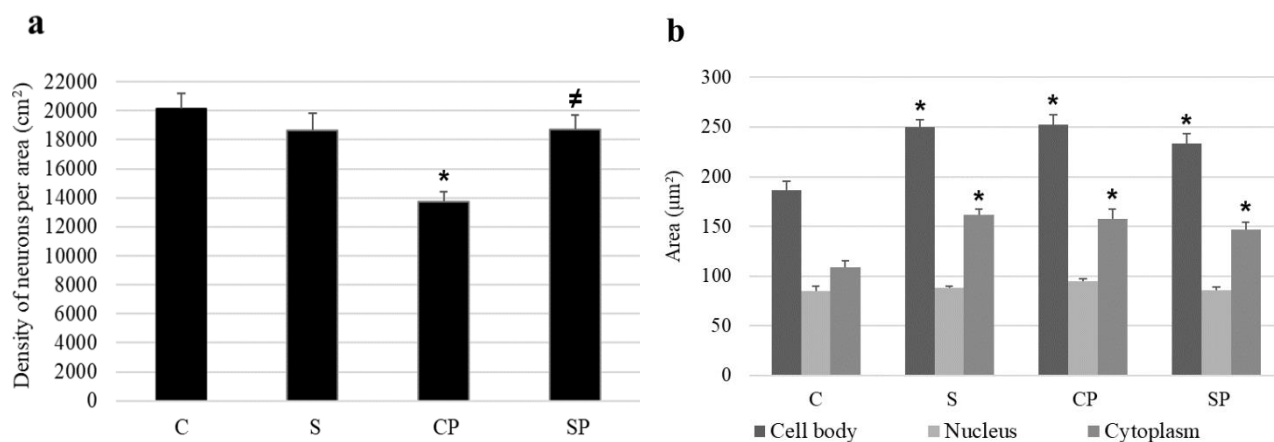 a
Density of neurons per area (cm²)
22000
20000
18000
16000
14000
12000
10000
8000
6000
4000
2000
0
*
≠
C S CP SP
b
Area (µm²)
300
250
200
150
100
50
0
* * *
* * *
C S CP SP
Cell body Nucleus Cytoplasm